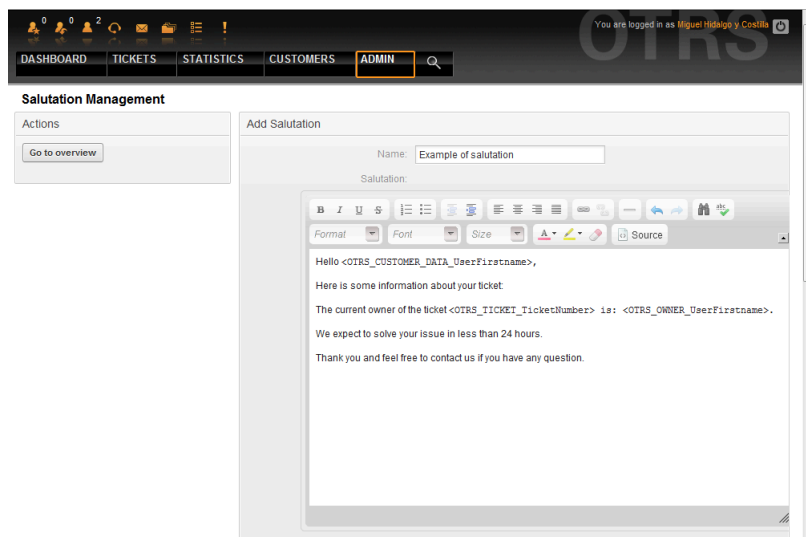 0 0 2
OTRS
You are logged in as Miguel Hidalgo y Costilla
DASHBOARD TICKETS STATISTICS CUSTOMERS ADMIN
Salutation Management
Actions
Go to overview
Add Salutation
Name: Example of salutation
Salutation:
B I U S
abc
Format Font Size A Source
Hello <OTRS_CUSTOMER_DATA_UserFirstname>,
Here is some information about your ticket:
The current owner of the ticket <OTRS_TICKET_TicketNumber> is: <OTRS_OWNER_UserFirstname>.
We expect to solve your issue in less than 24 hours.
Thank you and feel free to contact us if you have any question.